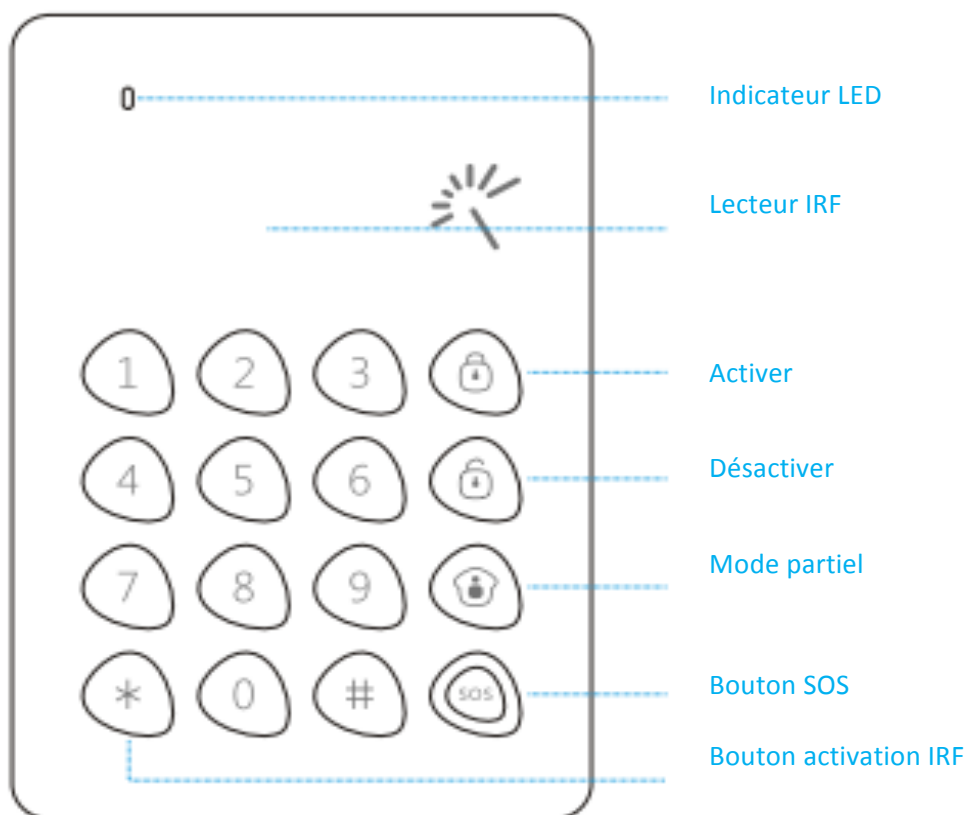 Indicateur LED
Lecteur IRF
1 2 3
Activer
4 5 6
Désactiver
7 8 9
Mode partiel
* 0 # SOS
Bouton SOS
Bouton activation IRF